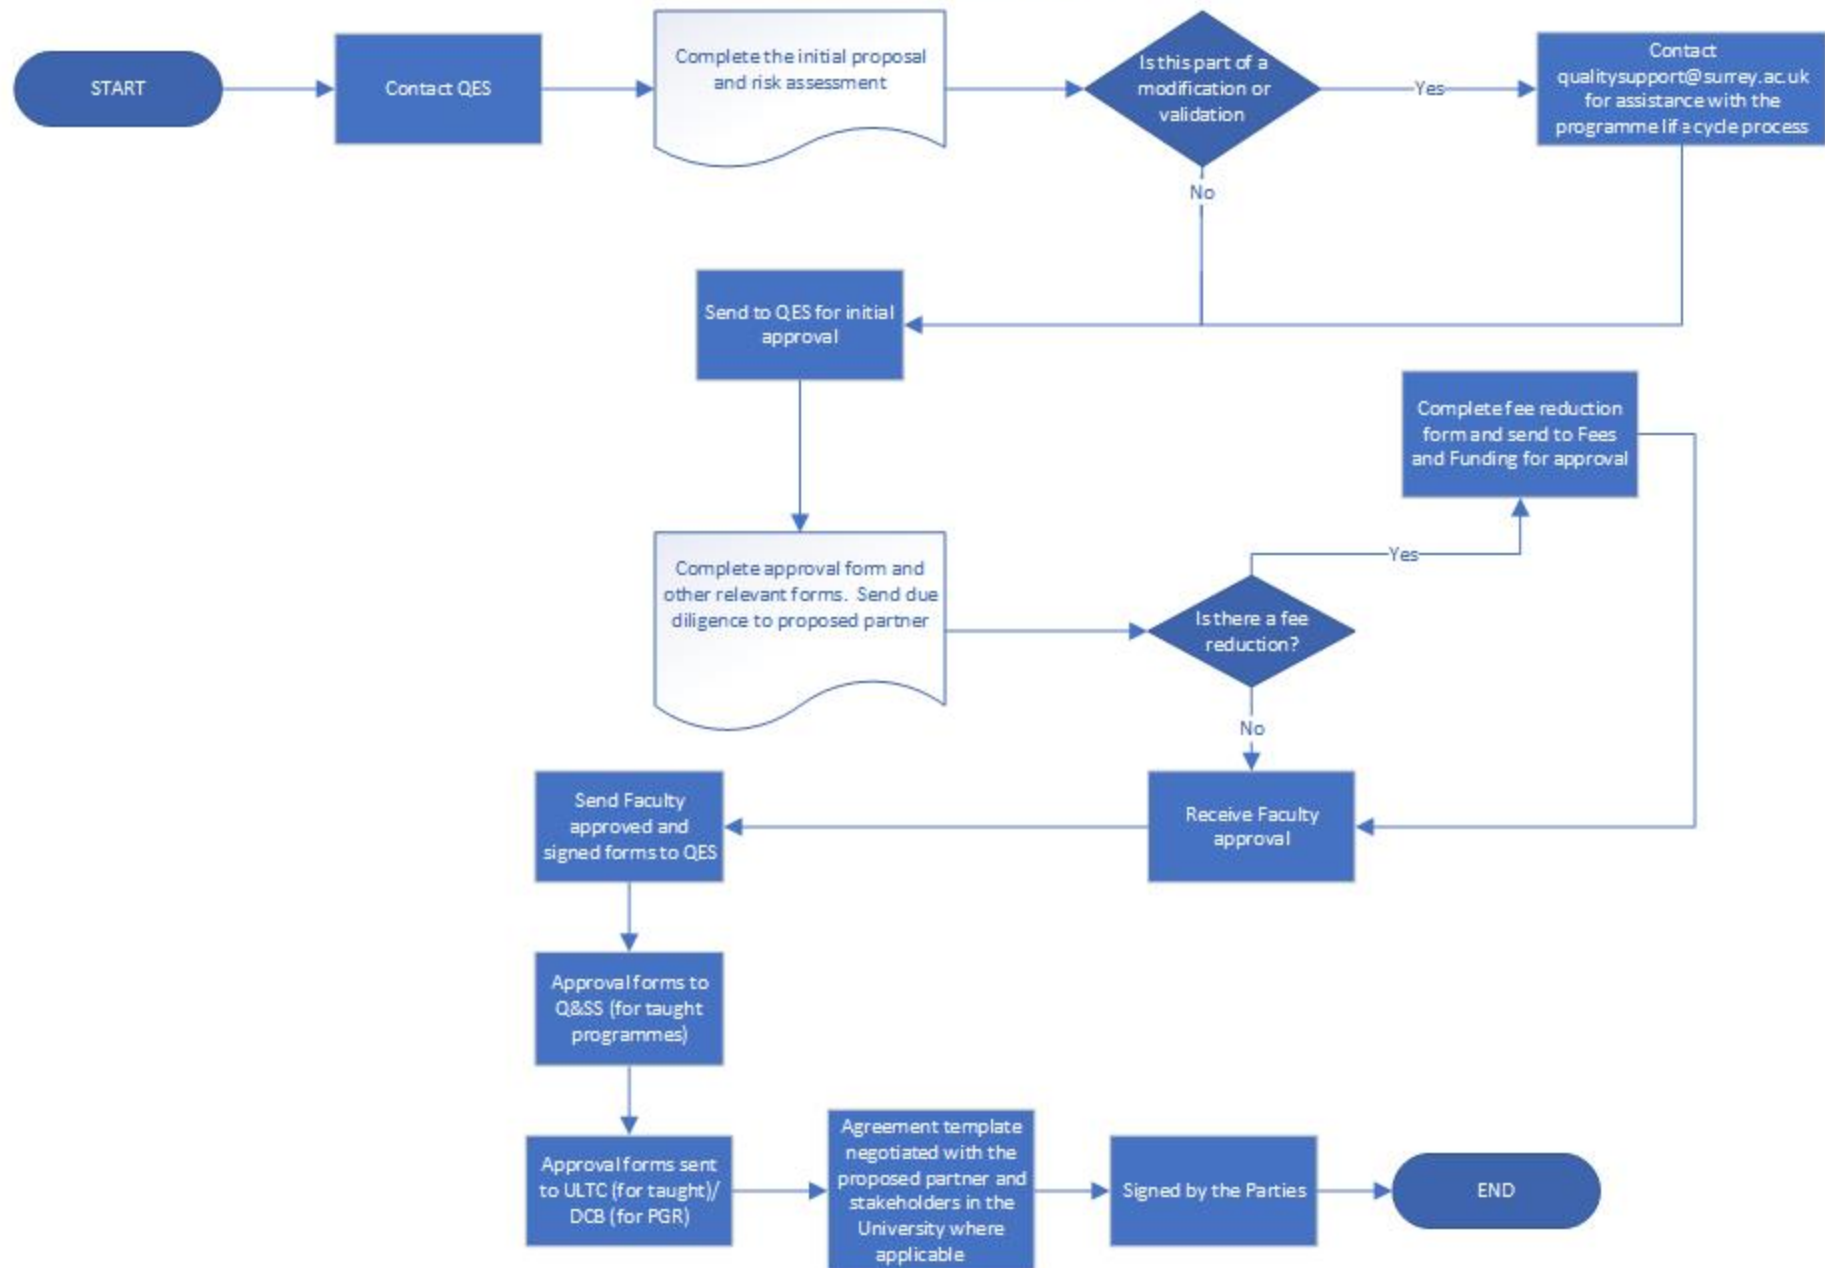 START
Contact QES
Complete the initial proposal
and risk assessment
Is this part of a
modification or
validation
Yes
Contact
qualitysupport@surrey.ac.uk
for assistance with the
programme life cycle process
No
Send to QES for initial
approval
Complete fee reduction
form and send to Fees
and Funding for approval
Complete approval form and
other relevant forms. Send due
diligence to proposed partner
Yes
Is there a fee
reduction?
No
Send Faculty
approved and
signed forms to QES
Receive Faculty
approval
Approval forms to
Q&SS (for taught
programmes)
Approval forms sent
to ULTC (for taught)/
DCB (for PGR)
Agreement template
negotiated with the
proposed partner and
stakeholders in the
University where
applicable
Signed by the Parties
END